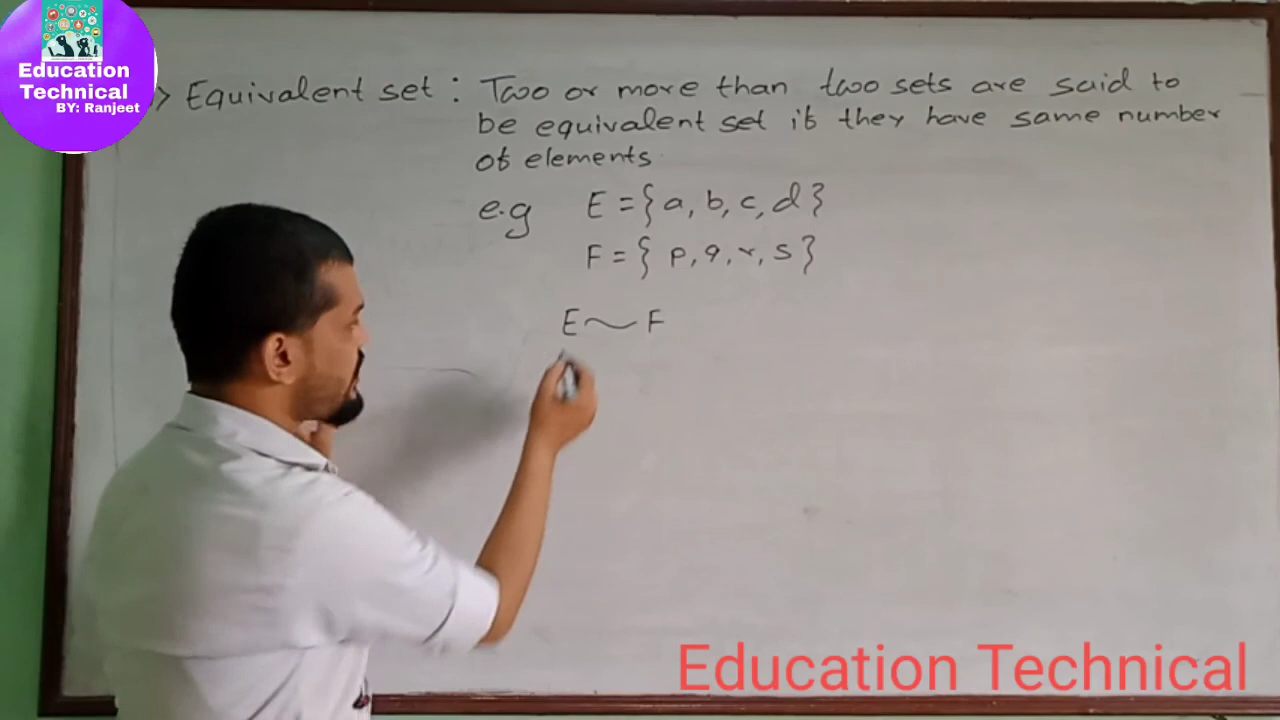 Education
Technical
BY: Ranjeet
> Equivalent set : Two or more than two sets are said to
be equivalent set if they have same number
of elements.
e.g E = {a, b, c, d}
F = { p, q, r, s }
E ~ F
Education Technical